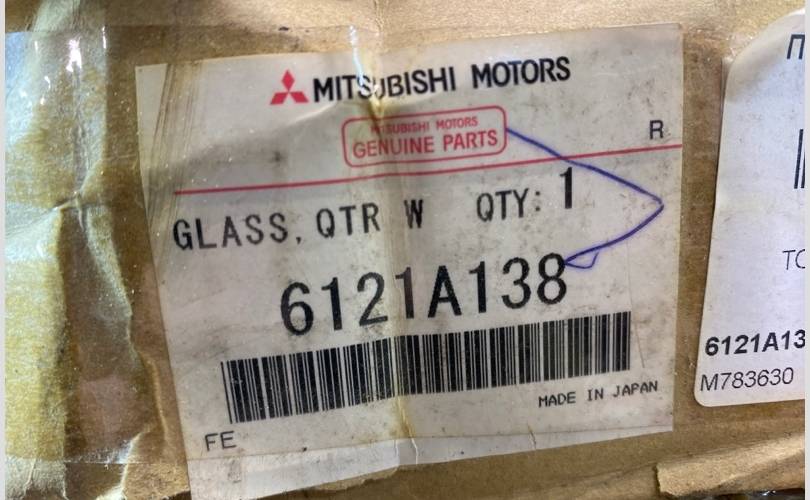 MITSUBISHI MOTORS
MITSUBISHI MOTORS
GENUINE PARTS
R
GLASS, QTR W QTY: 1
6121A138
MADE IN JAPAN
FE
6121A13
M783630